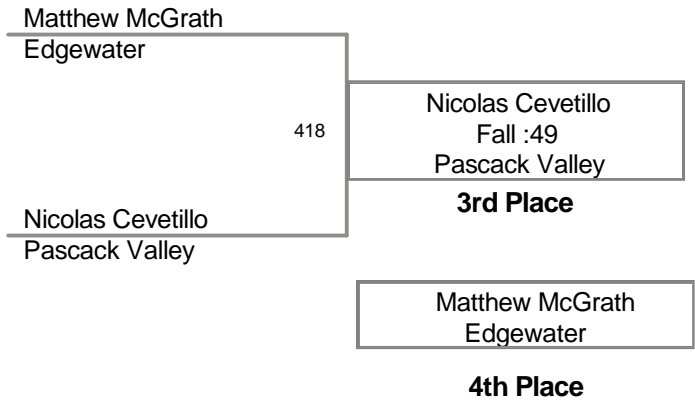 Matthew McGrath
Edgewater
418
Nicolas Cevetillo
Fall :49
Pascack Valley
3rd Place
Nicolas Cevetillo
Pascack Valley
Matthew McGrath
Edgewater
4th Place